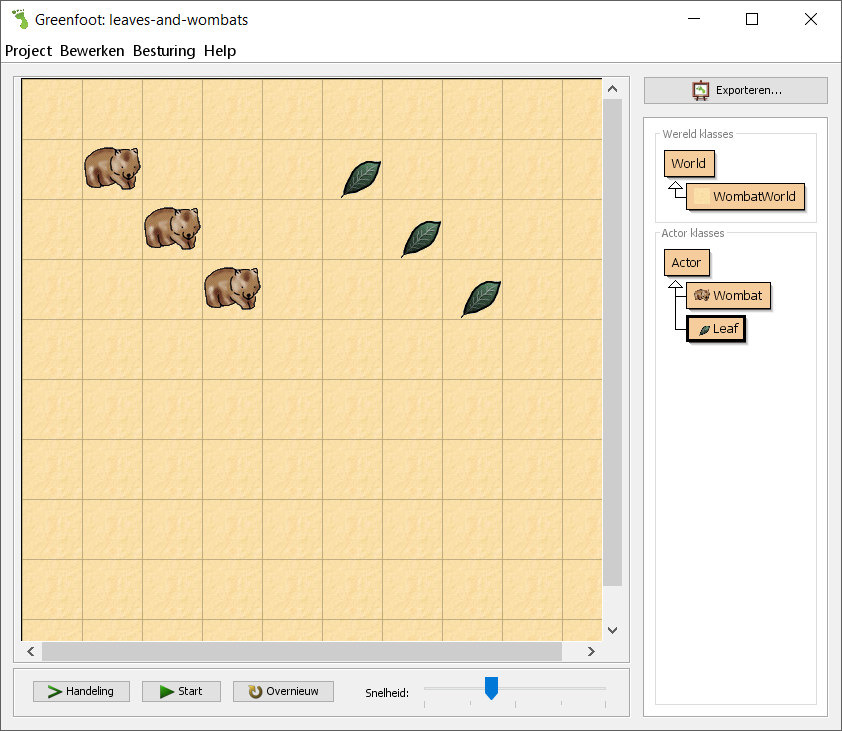 Greenfoot: leaves-and-wombats
Project Bewerken Besturing Help
Exporteren...
Wereld klasses
World
WombatWorld
Actor klasses
Actor
Wombat
Leaf
Handeling
Start
Overnieuw
Snelheid: